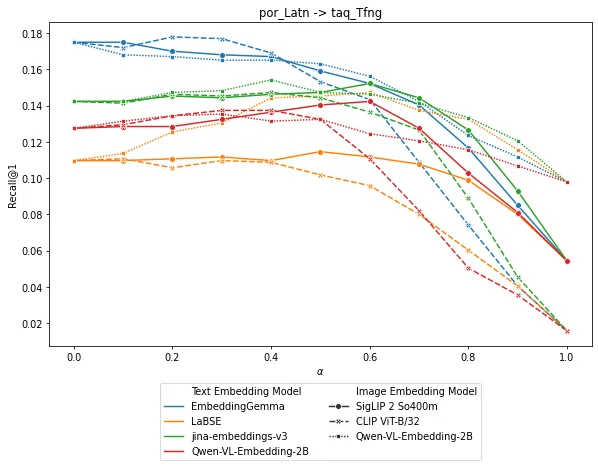 por_Latn -> taq_Tfng
Recall@1
0.18
0.16
0.14
0.12
0.10
0.08
0.06
0.04
0.02
0.0 0.2 0.4 0.6 0.8 1.0
α
Text Embedding Model
EmbeddingGemma
LaBSE
jina-embeddings-v3
Qwen-VL-Embedding-2B
Image Embedding Model
SigLIP 2 So400m
CLIP ViT-B/32
Qwen-VL-Embedding-2B